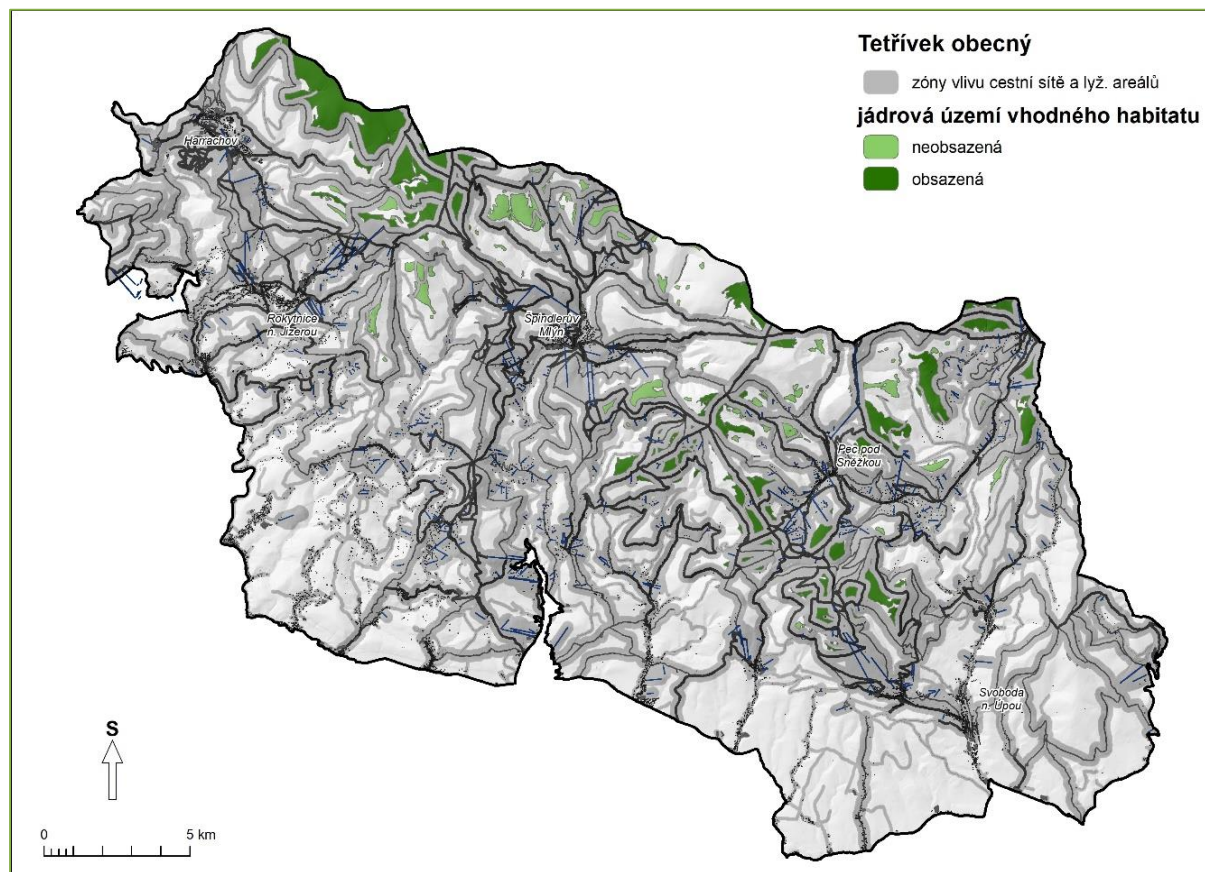 Tetřívek obecný
zóny vlivu cestní sítě a lyž. areálů
jádrová území vhodného habitatu
neobsazená
obsazená
Harrachov
Rokytnice
n. Jizerou
Špindlerův
Mlýn
Pec pod
Sněžkou
Svoboda
n. Úpou
S
0
5 km